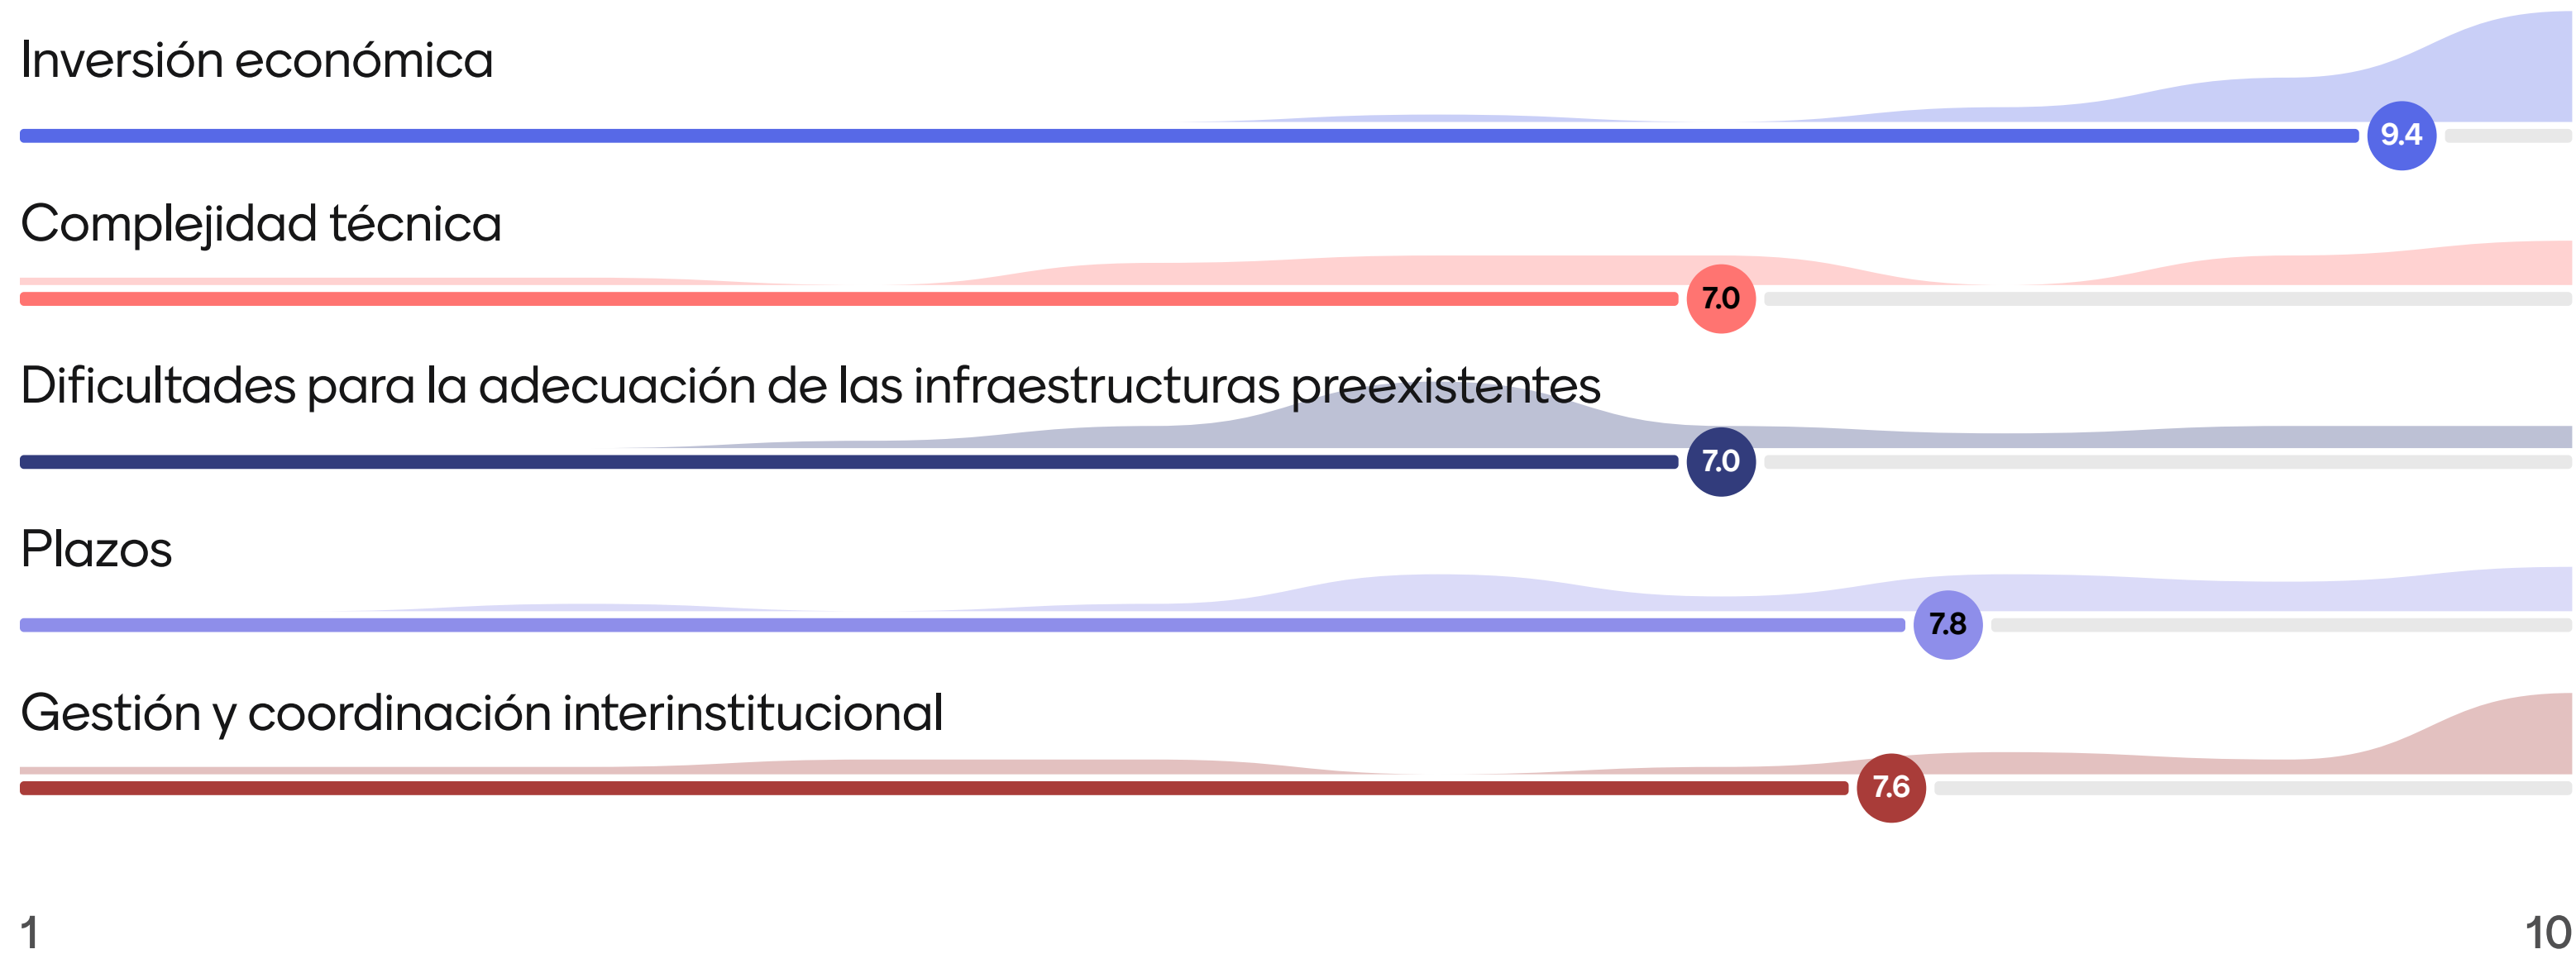 Inversión económica
9.4
Complejidad técnica
7.0
Dificultades para la adecuación de las infraestructuras preexistentes
7.0
Plazos
7.8
Gestión y coordinación interinstitucional
7.6
1 10